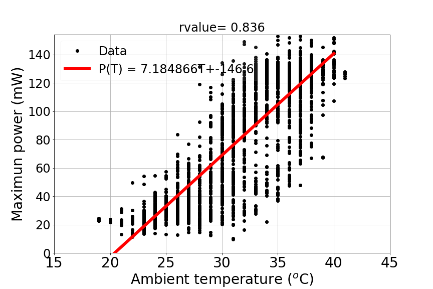 rvalue= 0.836
Data
P(T) = 7.184866T+-146.6
Maximun power (mW)
140
120
100
80
60
40
20
0
15 20 25 30 35 40 45
Ambient temperature (°C)